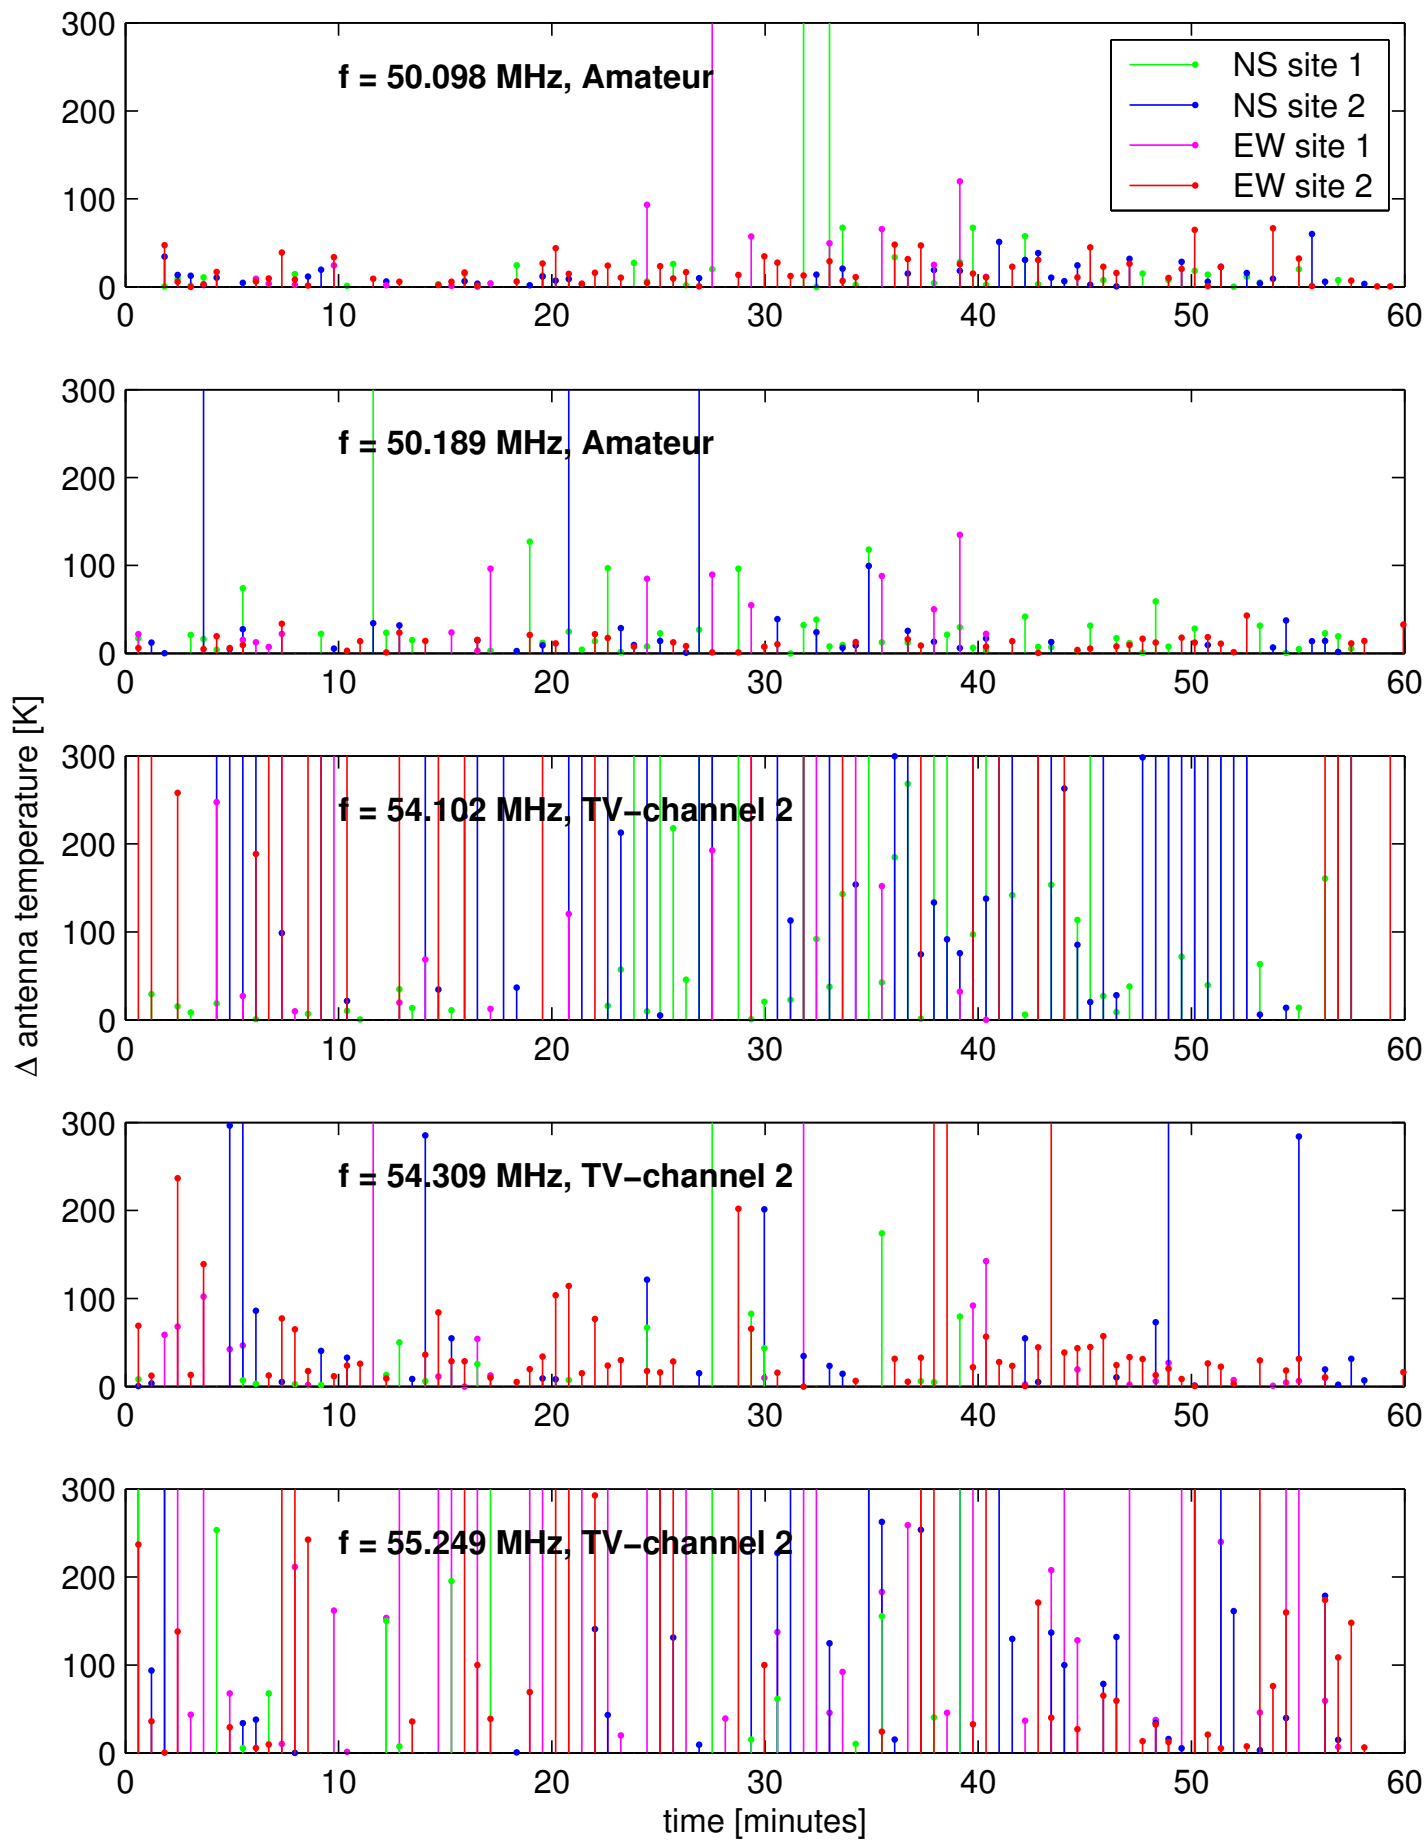 300
200
100
0
0 10 20 30 40 50 60
f = 50.098 MHz, Amateur
NS site 1
NS site 2
EW site 1
EW site 2
300
200
100
0
0 10 20 30 40 50 60
f = 50.189 MHz, Amateur
Δ antenna temperature [K]
300
200
100
0
0 10 20 30 40 50 60
f = 54.102 MHz, TV−channel 2
300
200
100
0
0 10 20 30 40 50 60
f = 54.309 MHz, TV−channel 2
300
200
100
0
0 10 20 30 40 50 60
f = 55.249 MHz, TV−channel 2
time [minutes]